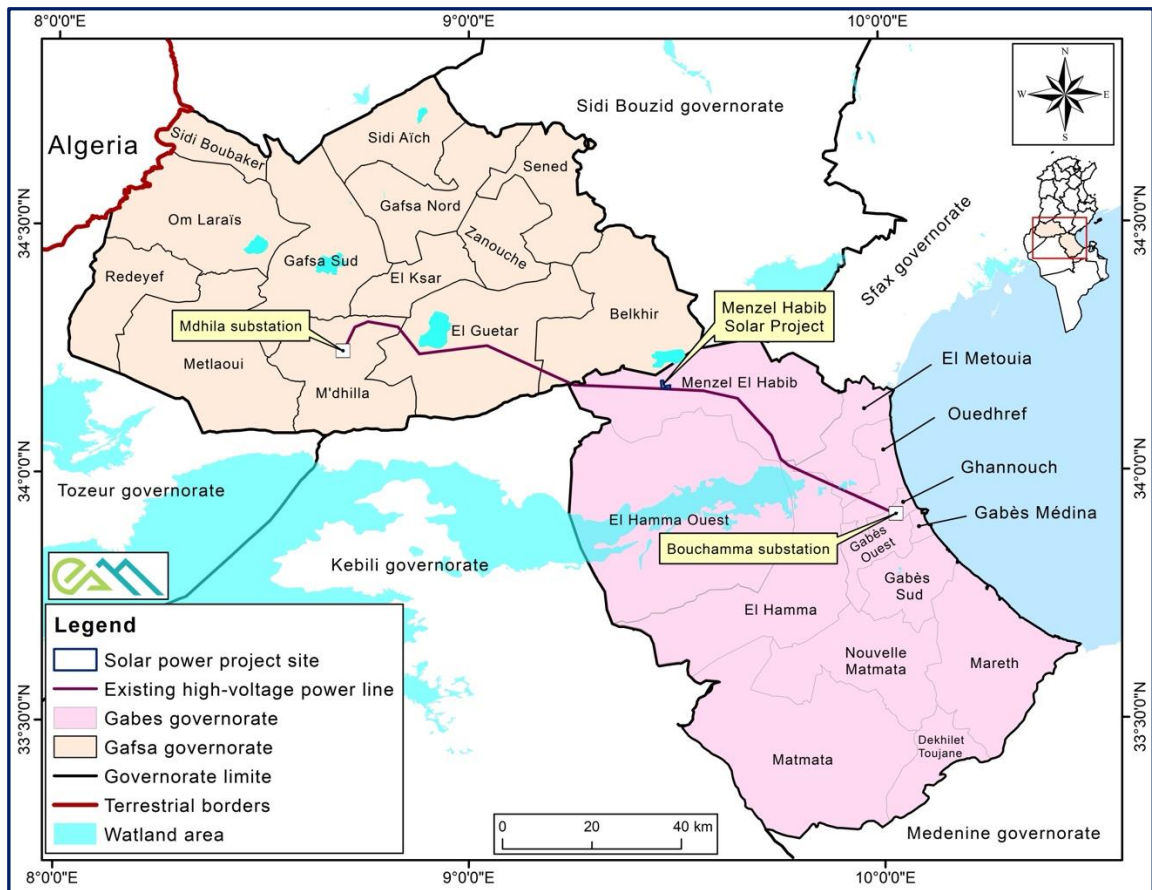 8°0'0"E
9°0'0"E
10°0'0"E
N
W
E
S
Sidi Bouzid governorate
Algeria
Sidi Boubaker
Sidi Aïch
Sened
Om Laraïs
Gafsa Nord
34°30'0"N
34°30'0"N
Zanouche
Sfax governorate
Gafsa Sud
El Ksar
Redeyef
Menzel Habib
Solar Project
Belkhir
Mdhila substation
El Guetar
El Metouia
Metlaoui
Menzel El Habib
M'dhilla
Ouedhref
34°0'0"N
34°0'0"N
Ghannouch
Tozeur governorate
Gabès Médina
El Hamma Ouest
Bouchamma substation
Gabès
Ouest
Kebili governorate
eam
Gabès
Sud
El Hamma
Legend
Solar power project site
Existing high-voltage power line
Gabes governorate
Gafsa governorate
Governorate limite
Terrestrial borders
Watland area
Nouvelle
Matmata
Mareth
33°30'0"N
33°30'0"N
Dekhilet
Toujane
Matmata
0 20 40 km
Medenine governorate
8°0'0"E
9°0'0"E
10°0'0"E